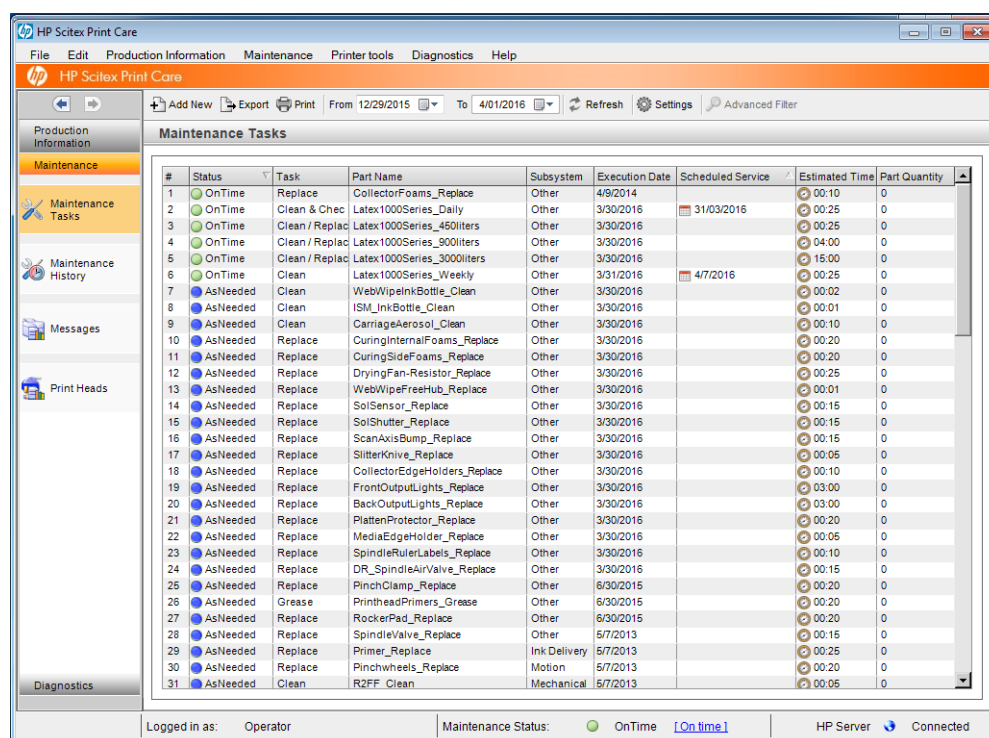 HP Scitex Print Care
File Edit Production Information Maintenance Printer tools Diagnostics Help
hp HP Scitex Print Care
Add New Export Print From 12/29/2015 To 4/01/2016 Refresh Settings Advanced Filter
Production Information
Maintenance
Maintenance Tasks
Maintenance History
Messages
Print Heads
Diagnostics
Maintenance Tasks
# Status Task Part Name Subsystem Execution Date Scheduled Service Estimated Time Part Quantity
1 OnTime Replace CollectorFoams_Replace Other 4/9/2014 00:10 0
2 OnTime Clean & Chec Latex1000Series_Daily Other 3/30/2016 31/03/2016 00:25 0
3 OnTime Clean / Replac Latex1000Series_450liters Other 3/30/2016 00:25 0
4 OnTime Clean / Replac Latex1000Series_900liters Other 3/30/2016 04:00 0
5 OnTime Clean / Replac Latex1000Series_3000liters Other 3/30/2016 15:00 0
6 OnTime Clean Latex1000Series_Weekly Other 3/31/2016 4/7/2016 00:25 0
7 AsNeeded Clean WebWipeInkBottle_Clean Other 3/30/2016 00:02 0
8 AsNeeded Clean ISM_InkBottle_Clean Other 3/30/2016 00:01 0
9 AsNeeded Clean CarriageAerosol_Clean Other 3/30/2016 00:10 0
10 AsNeeded Replace CuringInternalFoams_Replace Other 3/30/2016 00:20 0
11 AsNeeded Replace CuringSideFoams_Replace Other 3/30/2016 00:20 0
12 AsNeeded Replace DryingFan-Resistor_Replace Other 3/30/2016 00:25 0
13 AsNeeded Replace WebWipeFreeHub_Replace Other 3/30/2016 00:01 0
14 AsNeeded Replace SolSensor_Replace Other 3/30/2016 00:15 0
15 AsNeeded Replace SolShutter_Replace Other 3/30/2016 00:15 0
16 AsNeeded Replace ScanAxisBump_Replace Other 3/30/2016 00:15 0
17 AsNeeded Replace SlitterKnive_Replace Other 3/30/2016 00:05 0
18 AsNeeded Replace CollectorEdgeHolders_Replace Other 3/30/2016 00:10 0
19 AsNeeded Replace FrontOutputLights_Replace Other 3/30/2016 03:00 0
20 AsNeeded Replace BackOutputLights_Replace Other 3/30/2016 03:00 0
21 AsNeeded Replace PlattenProtector_Replace Other 3/30/2016 00:20 0
22 AsNeeded Replace MediaEdgeHolder_Replace Other 3/30/2016 00:05 0
23 AsNeeded Replace SpindleRulerLabels_Replace Other 3/30/2016 00:10 0
24 AsNeeded Replace DR_SpindleAirValve_Replace Other 3/30/2016 00:15 0
25 AsNeeded Replace PinchClamp_Replace Other 6/30/2015 00:20 0
26 AsNeeded Grease PrintheadPrimers_Grease Other 6/30/2015 00:20 0
27 AsNeeded Replace RockerPad_Replace Other 6/30/2015 00:20 0
28 AsNeeded Replace SpindleValve_Replace Other 5/7/2013 00:15 0
29 AsNeeded Replace Primer_Replace Ink Delivery 5/7/2013 00:25 0
30 AsNeeded Replace Pinchwheels_Replace Motion 5/7/2013 00:20 0
31 AsNeeded Clean R2FF_Clean Mechanical 5/7/2013 00:05 0
Logged in as: Operator Maintenance Status: OnTime [ On time ] HP Server Connected